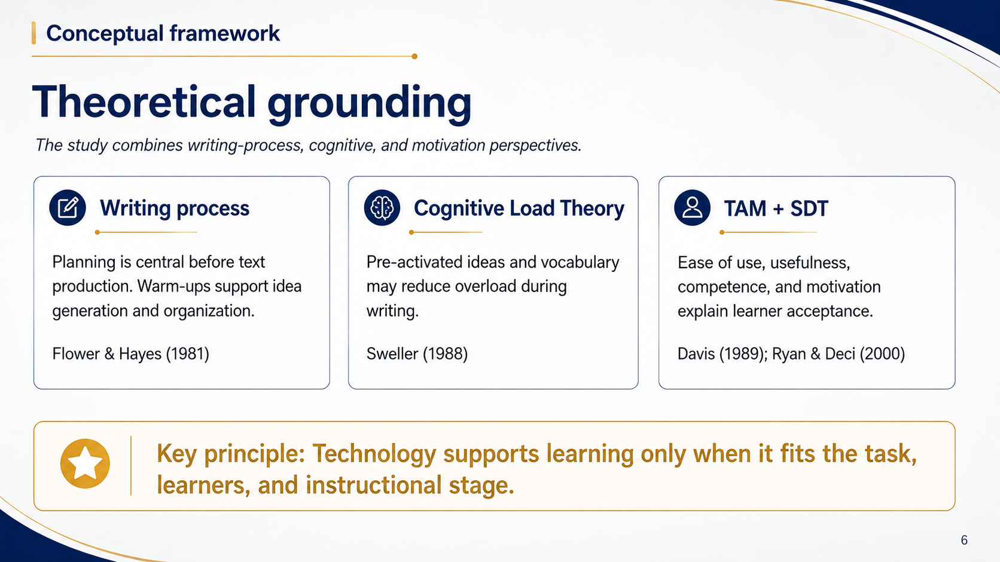 Conceptual framework
Theoretical grounding
The study combines writing-process, cognitive, and motivation perspectives.
Writing process
Planning is central before text
production. Warm-ups support idea
generation and organization.
Flower & Hayes (1981)
Cognitive Load Theory
Pre-activated ideas and vocabulary
may reduce overload during
writing.
Sweller (1988)
TAM + SDT
Ease of use, usefulness,
competence, and motivation
explain learner acceptance.
Davis (1989); Ryan & Deci (2000)
Key principle: Technology supports learning only when it fits the task,
learners, and instructional stage.
6